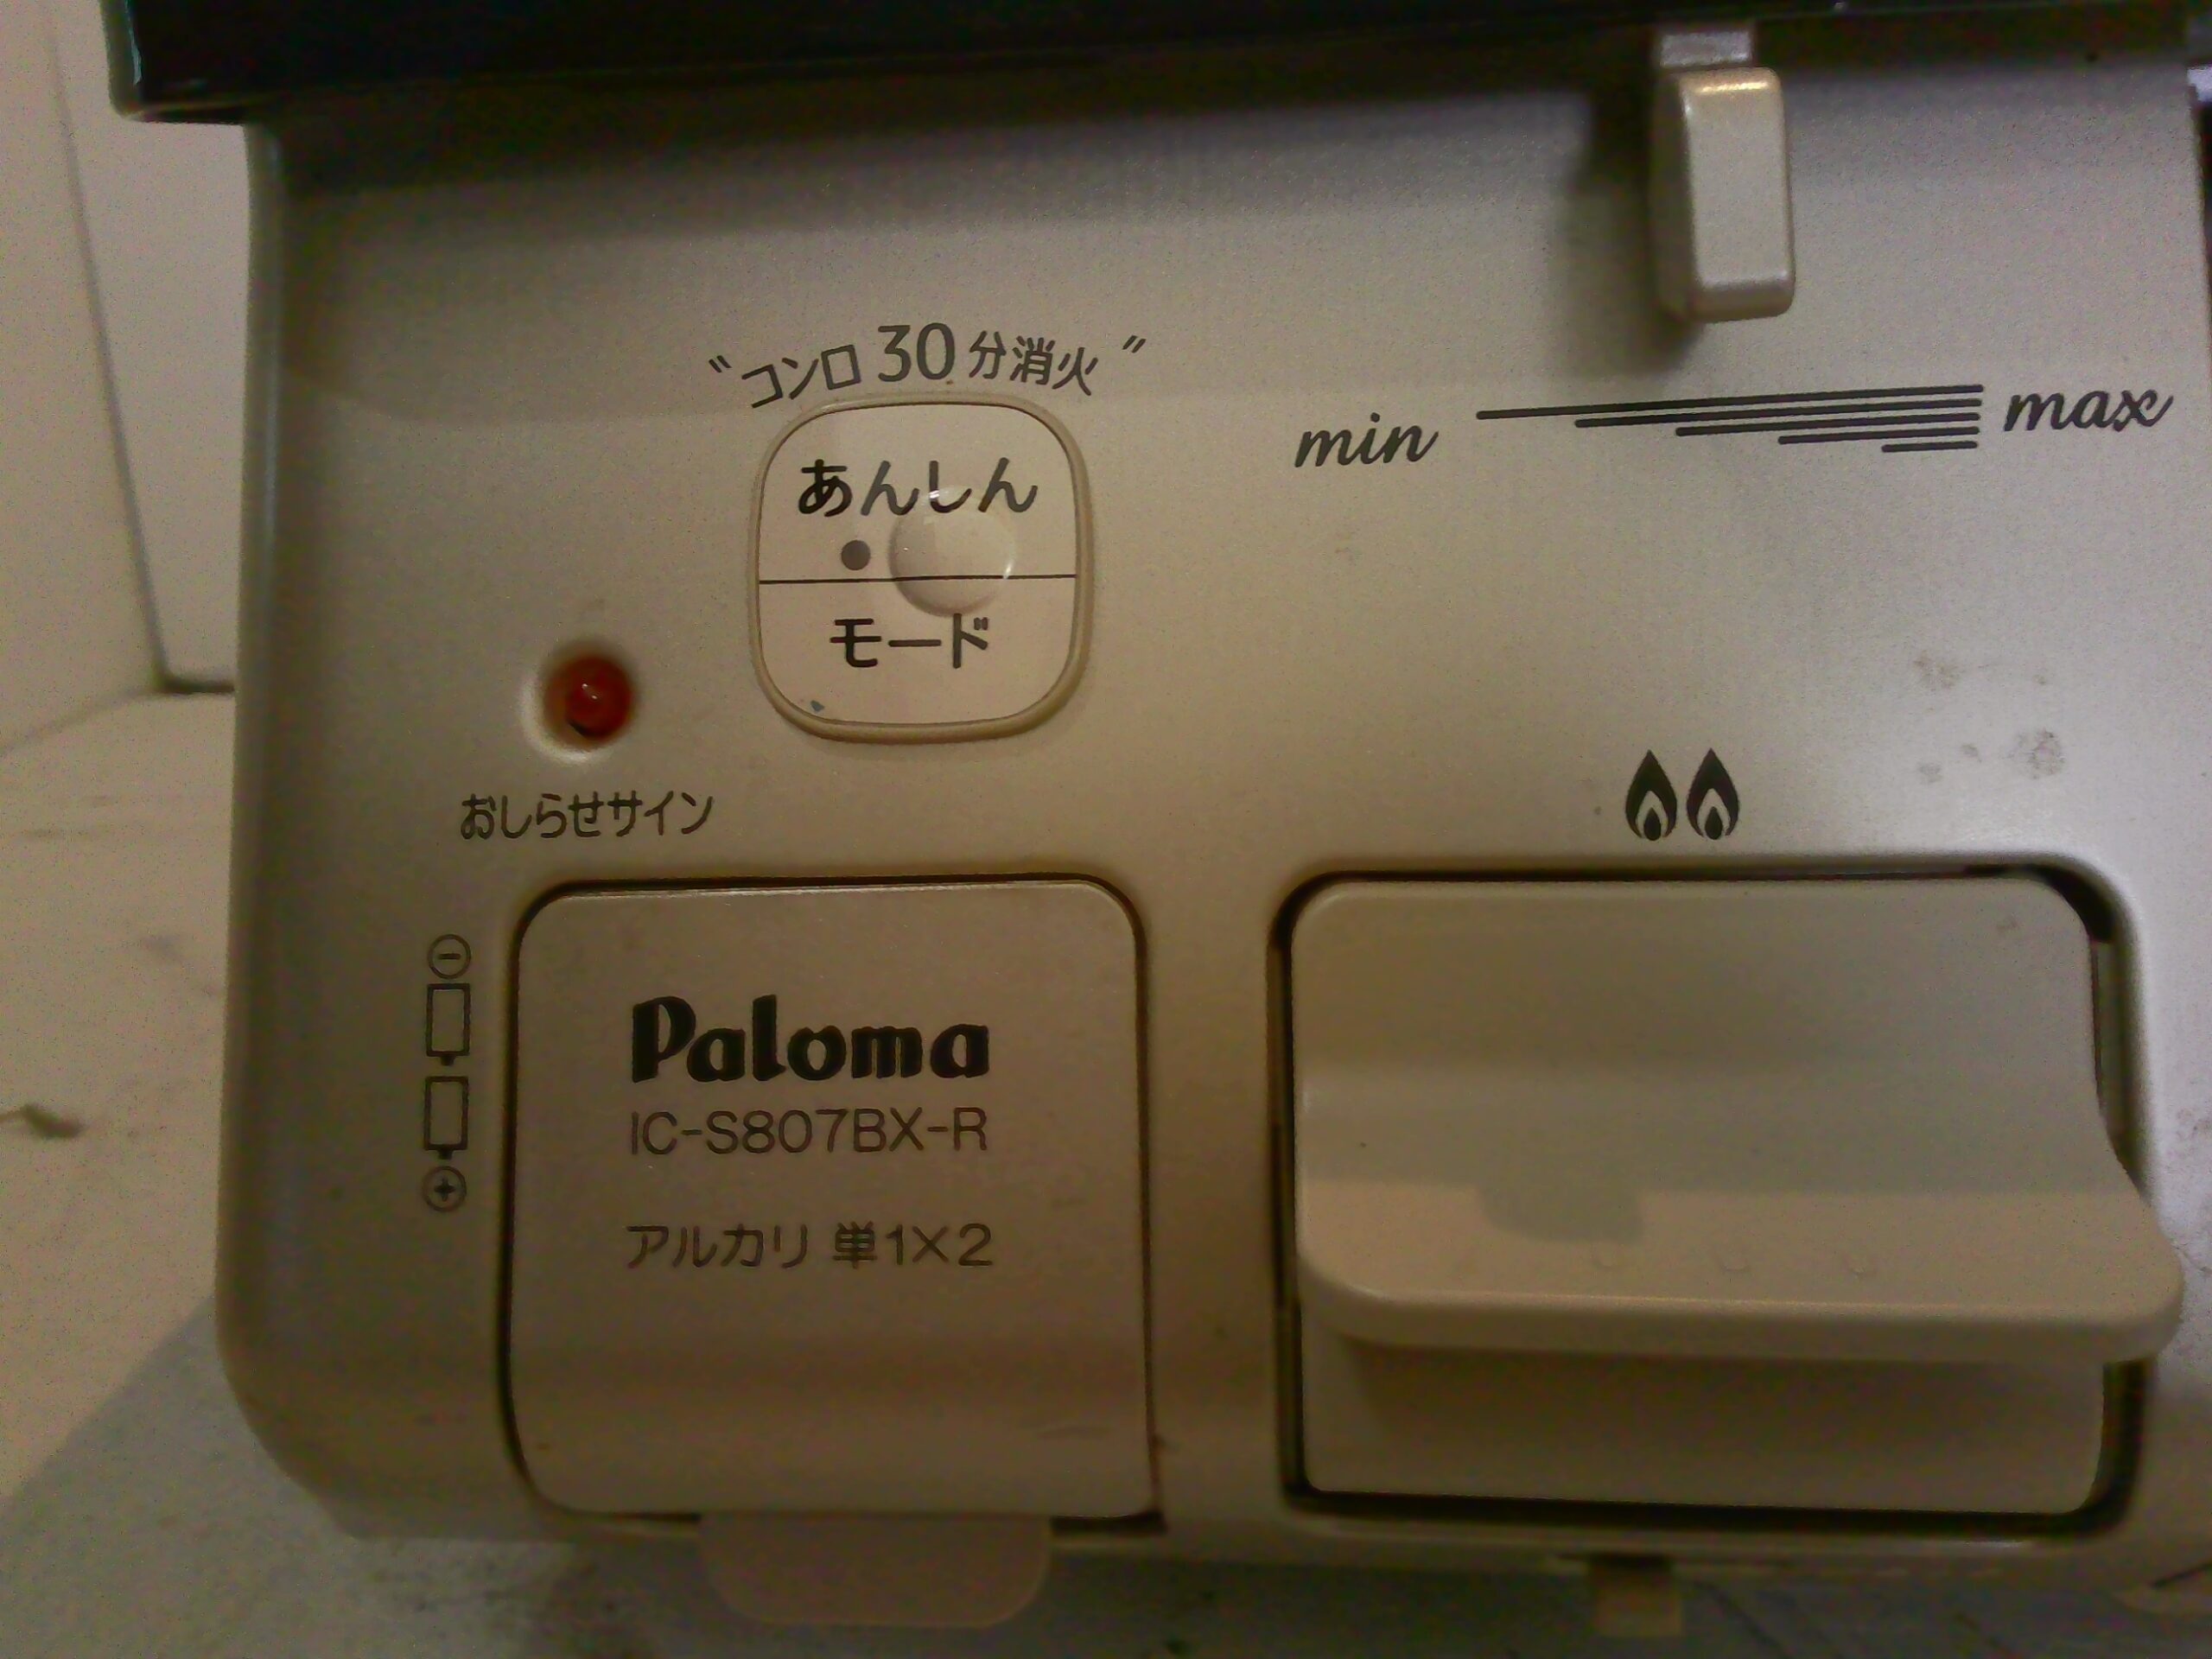 "コンロ30分消火"
あんしん
モード
min max
おしらせサイン
Paloma
IC-S807BX-R
アルカリ 単1×2